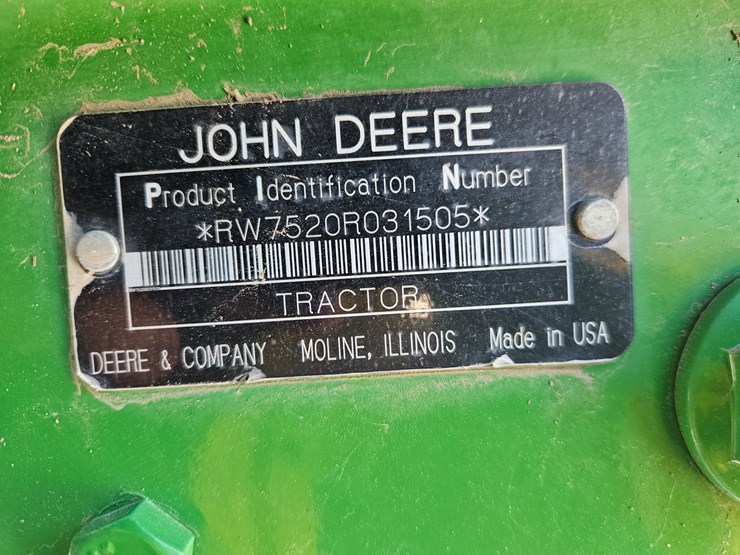 JOHN DEERE
Product Identification Number
*RW7520R031505*
TRACTOR
DEERE & COMPANY MOLINE, ILLINOIS Made in USA